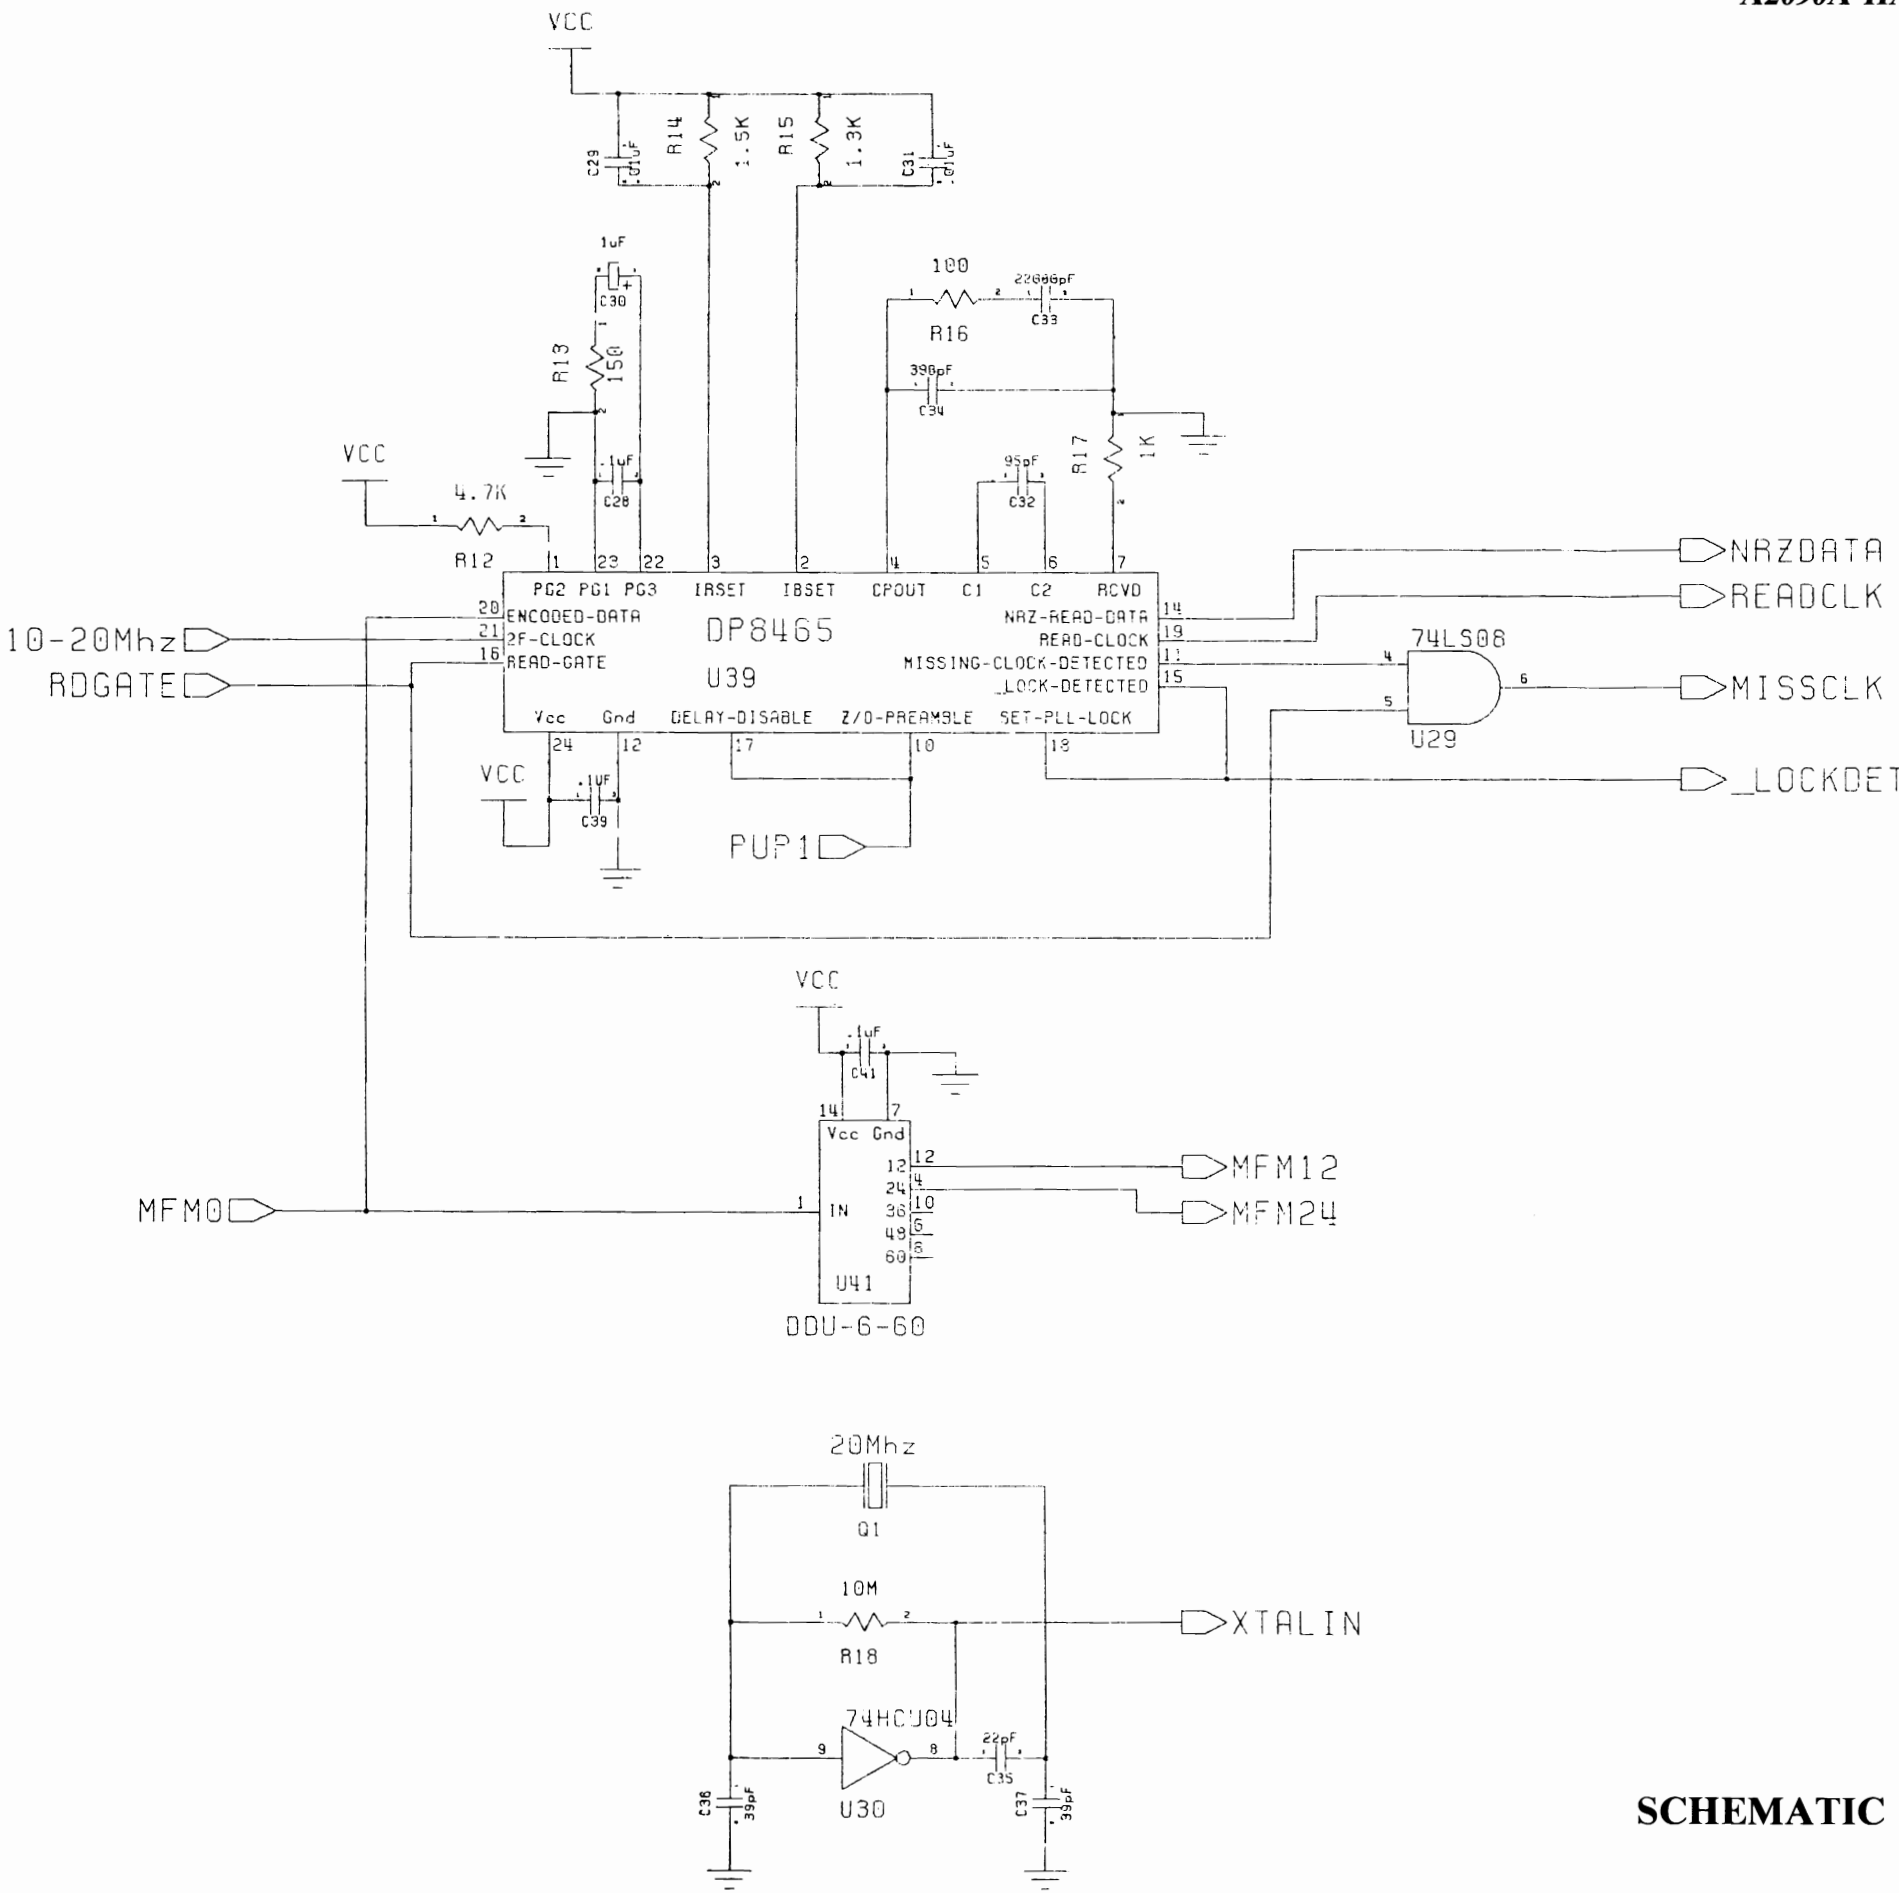 VCC
R14
1.5K
R15
1.3K
C29
.01uF
C31
.01uF
1uF
C30
R13
150
100
R16
22000pF
C33
390pF
C34
R17
1K
95pF
C32
.1uF
C28
VCC
4.7K
R12
1 23 22 3 2 4 5 6 7
PG2 PG1 PG3 IRSET IBSET CPOUT C1 C2 RCVD
20 ENCODED-DATA
21 2F-CLOCK
16 READ-GATE
DP8465
U39
NRZ-READ-DATA 14
READ-CLOCK 19
MISSING-CLOCK-DETECTED 11
_LOCK-DETECTED 15
Vcc Gnd DELAY-DISABLE Z/O-PREAMBLE SET-PLL-LOCK
24 12 17 10 18
10-20Mhz
RDGATE
NRZDATA
READCLK
74LS08
4
5
6
U29
MISSCLK
_LOCKDET
VCC
.1UF
C39
PUP1
VCC
.1uF
C41
14 7
Vcc Gnd
12 12
24 4
36 10
48 6
60 8
MFM0
1 IN
U41
DDU-6-60
MFM12
MFM24
20Mhz
Q1
10M
1 2
R18
XTALIN
74HCU04
9 8
U30
22pF
C35
C36
39pF
C37
39pF
SCHEMATIC